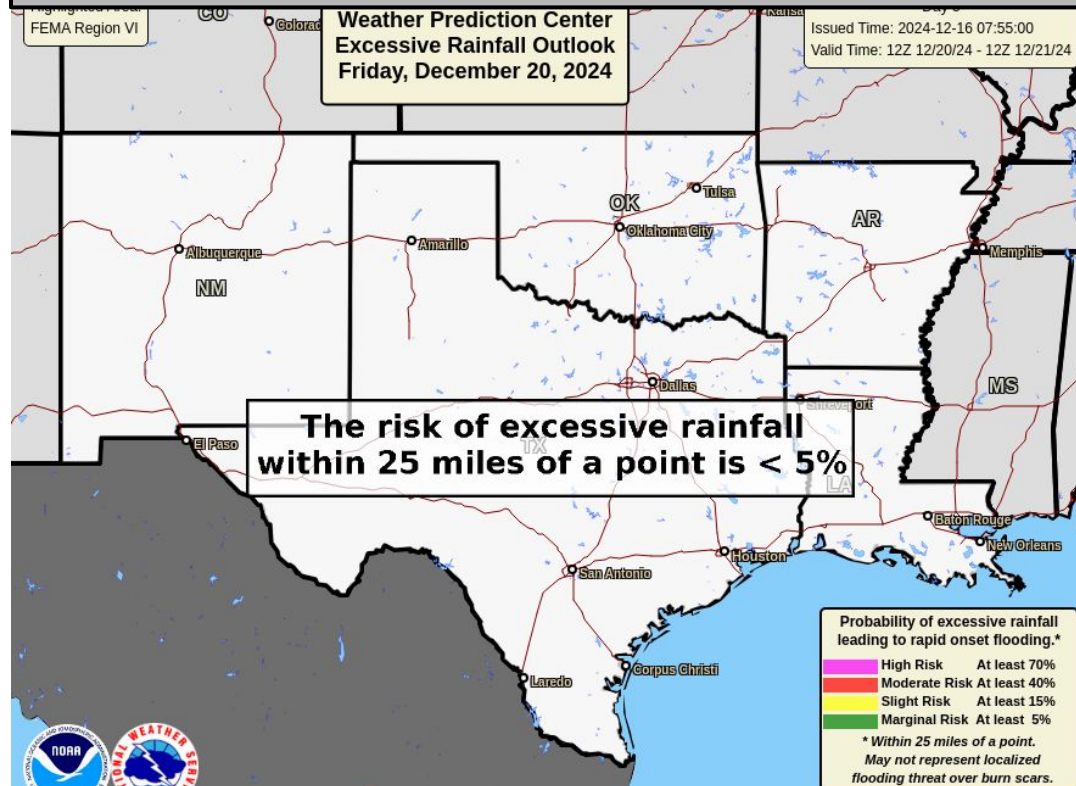 FEMA Region VI
Weather Prediction Center
Excessive Rainfall Outlook
Friday, December 20, 2024
Issued Time: 2024-12-16 07:55:00
Valid Time: 12Z 12/20/24 - 12Z 12/21/24
CO
Colorad
Kansa
Tulsa
OK
Oklahoma City
AR
Albuquerque
Amarillo
Memphis
NM
Dallas
MS
Shreveport
El Paso
The risk of excessive rainfall
TX
within 25 miles of a point is < 5%
LA
Baton Rouge
New Orleans
Houston
San Antonio
Corpus Christi
Laredo
Probability of excessive rainfall
leading to rapid onset flooding.*
High Risk At least 70%
Moderate Risk At least 40%
Slight Risk At least 15%
Marginal Risk At least 5%
* Within 25 miles of a point.
May not represent localized
flooding threat over burn scars.
NOAA